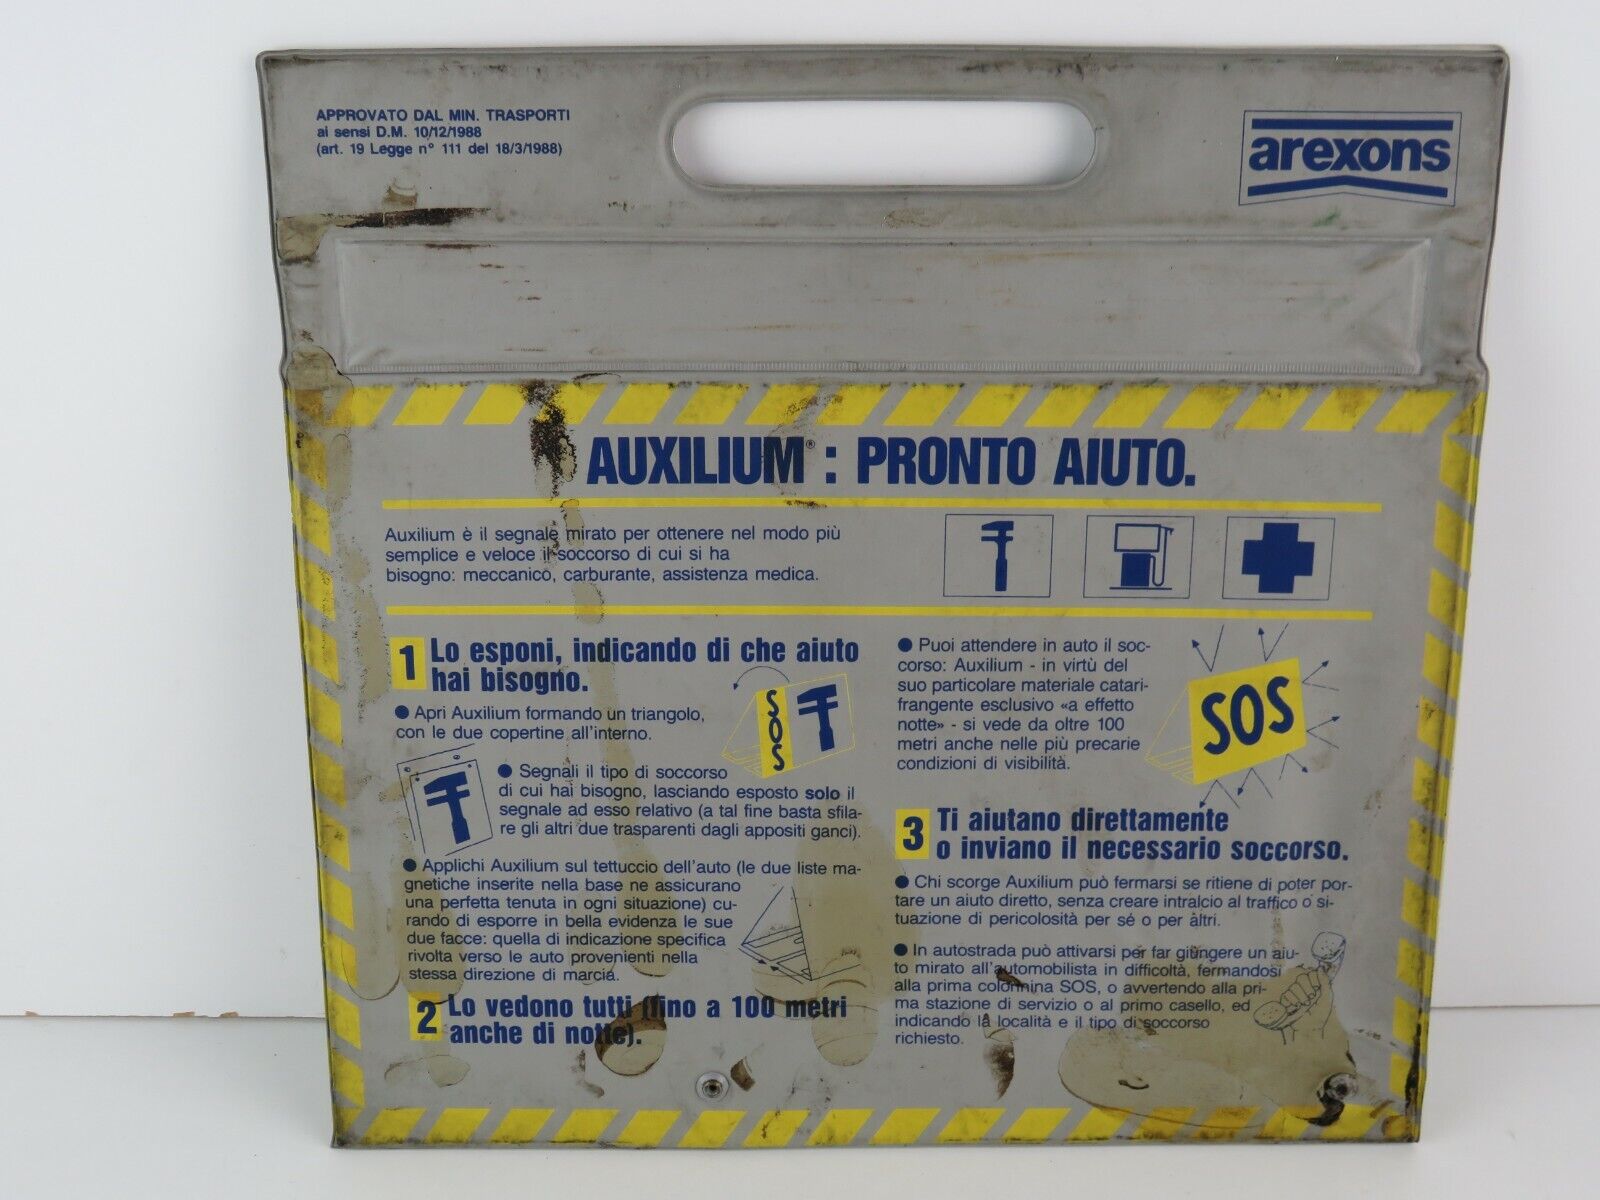 APPROVATO DAL MIN. TRASPORTI
ai sensi D.M. 10/12/1988
(art. 19 Legge n° 111 del 18/3/1988)
arexons
AUXILIUM® : PRONTO AIUTO.
Auxilium è il segnale mirato per ottenere nel modo più
semplice e veloce il soccorso di cui si ha
bisogno: meccanico, carburante, assistenza medica.
1 Lo esponi, indicando di che aiuto
hai bisogno.
● Apri Auxilium formando un triangolo,
con le due copertine all'interno.
SOS
● Segnali il tipo di soccorso
di cui hai bisogno, lasciando esposto solo il
segnale ad esso relativo (a tal fine basta sfila-
re gli altri due trasparenti dagli appositi ganci).
● Applichi Auxilium sul tettuccio dell'auto (le due liste ma-
gnetiche inserite nella base ne assicurano
una perfetta tenuta in ogni situazione) cu-
rando di esporre in bella evidenza le sue
due facce: quella di indicazione specifica
rivolta verso le auto provenienti nella
stessa direzione di marcia.
2 Lo vedono tutti (fino a 100 metri
anche di notte).
● Puoi attendere in auto il soc-
corso: Auxilium - in virtù del
suo particolare materiale catari-
frangente esclusivo «a effetto
notte» - si vede da oltre 100
metri anche nelle più precarie
condizioni di visibilità.
SOS
3 Ti aiutano direttamente
o inviano il necessario soccorso.
● Chi scorge Auxilium può fermarsi se ritiene di poter por-
tare un aiuto diretto, senza creare intralcio al traffico o si-
tuazione di pericolosità per sé o per altri.
● In autostrada può attivarsi per far giungere un aiu-
to mirato all'automobilista in difficoltà, fermandosi
alla prima colonnina SOS, o avvertendo alla pri-
ma stazione di servizio o al primo casello, ed
indicando la località e il tipo di soccorso
richiesto.